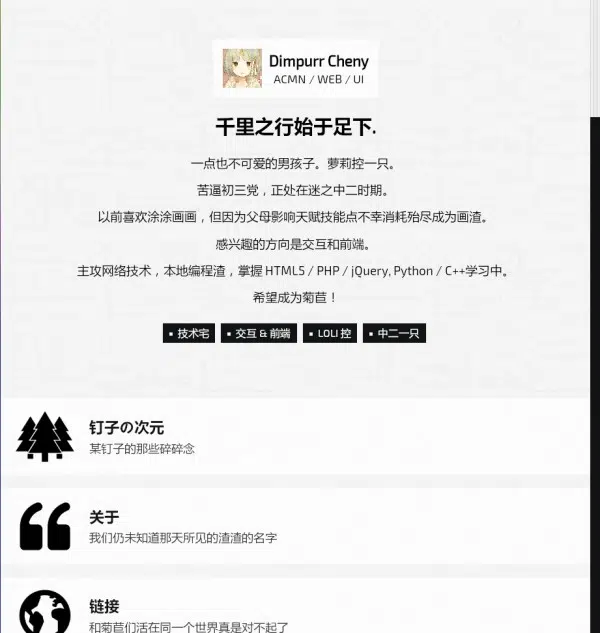 Dimpurr Cheny
ACMN / WEB / UI
千里之行始于足下.
一点也不可爱的男孩子。萝莉控一只。
苦逼初三党，正处在迷之中二时期。
以前喜欢涂涂画画，但因为父母影响天赋技能点不幸消耗殆尽成为画渣。
感兴趣的方向是交互和前端。
主攻网络技术，本地编程渣，掌握 HTML5 / PHP / jQuery, Python / C++学习中。
希望成为菊苣！
▪ 技术宅 ▪ 交互 & 前端 ▪ LOLI 控 ▪ 中二一只
钉子の次元
某钉子的那些碎碎念
关于
我们仍未知道那天所见的渣渣的名字
链接
和菊苣们活在同一个世界真是对不起了